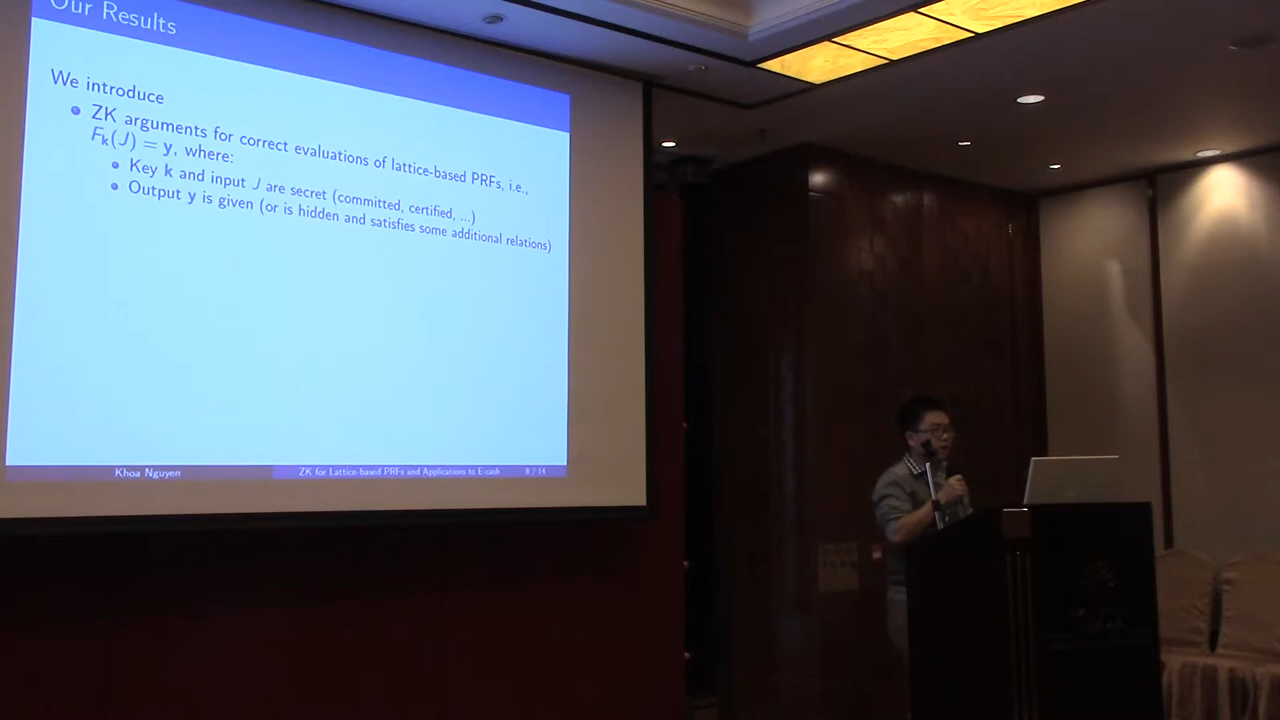 Our Results
We introduce
ZK arguments for correct evaluations of lattice-based PRFs, i.e.,
Fk(J) = y, where:
Key k and input J are secret (committed, certified, ...)
Output y is given (or is hidden and satisfies some additional relations)
Khoa Nguyen ZK for Lattice-based PRFs and Applications to E-cash 8 / 14